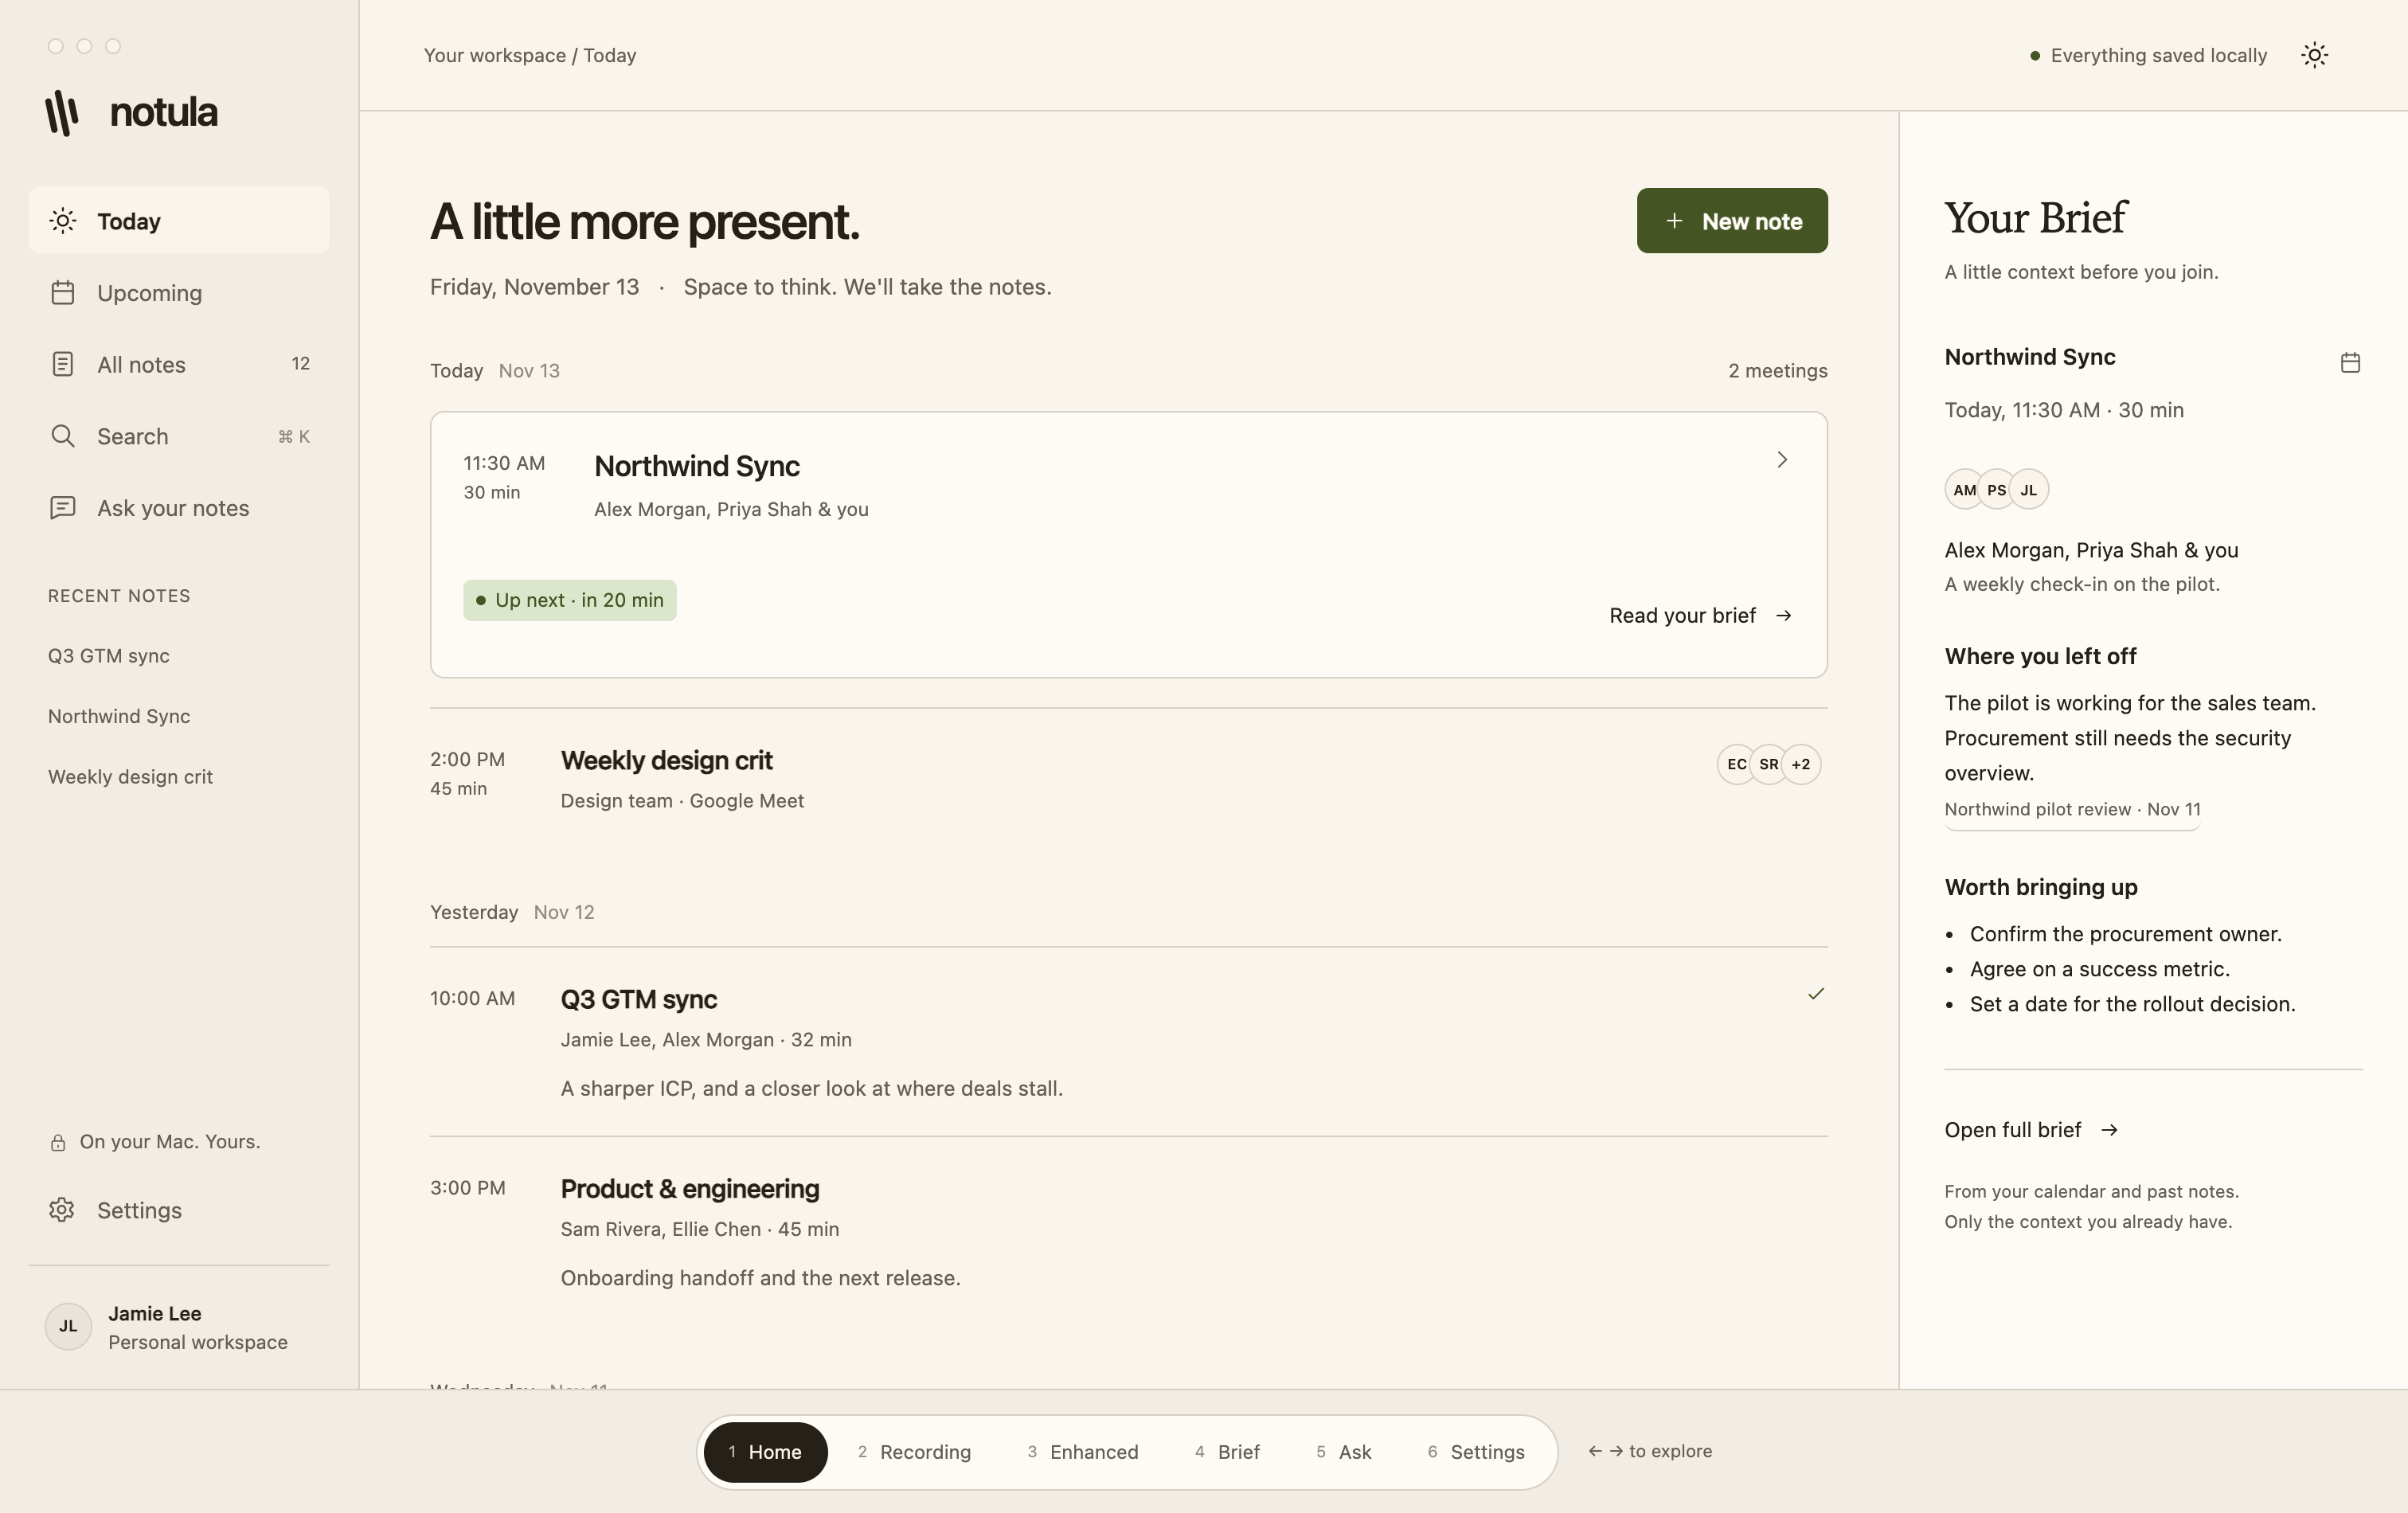 notula
Today
Upcoming
All notes 12
Search ⌘ K
Ask your notes
RECENT NOTES
Q3 GTM sync
Northwind Sync
Weekly design crit
On your Mac. Yours.
Settings
JL
Jamie Lee
Personal workspace
Your workspace / Today
Everything saved locally
A little more present.
New note
Friday, November 13 · Space to think. We'll take the notes.
Today Nov 13
2 meetings
11:30 AM
30 min
Northwind Sync
Alex Morgan, Priya Shah & you
Up next · in 20 min
Read your brief →
2:00 PM
45 min
Weekly design crit
Design team · Google Meet
EC SR +2
Yesterday Nov 12
10:00 AM
Q3 GTM sync
Jamie Lee, Alex Morgan · 32 min
A sharper ICP, and a closer look at where deals stall.
3:00 PM
Product & engineering
Sam Rivera, Ellie Chen · 45 min
Onboarding handoff and the next release.
Wednesday Nov 11
Your Brief
A little context before you join.
Northwind Sync
Today, 11:30 AM · 30 min
AM PS JL
Alex Morgan, Priya Shah & you
A weekly check-in on the pilot.
Where you left off
The pilot is working for the sales team.
Procurement still needs the security
overview.
Northwind pilot review · Nov 11
Worth bringing up
• Confirm the procurement owner.
• Agree on a success metric.
• Set a date for the rollout decision.
Open full brief →
From your calendar and past notes.
Only the context you already have.
1 Home
2 Recording
3 Enhanced
4 Brief
5 Ask
6 Settings
← → to explore